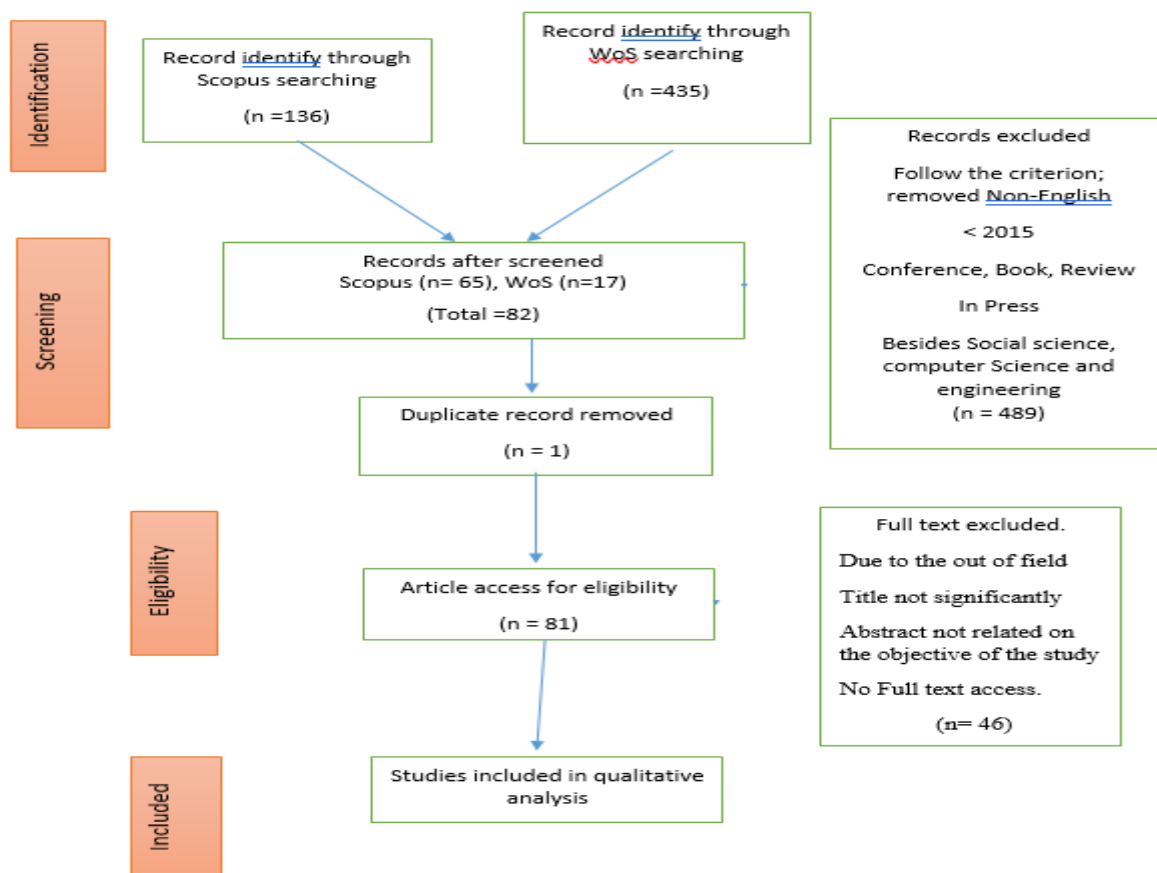 Identification
Record identify through
Scopus searching
(n =136)
Record identify through
WoS searching
(n =435)
Records excluded
Follow the criterion;
removed Non-English
< 2015
Conference, Book, Review
In Press
Besides Social science,
computer Science and
engineering
(n = 489)
Screening
Records after screened
Scopus (n= 65), WoS (n=17)
(Total =82)
Duplicate record removed
(n = 1)
Eligibility
Article access for eligibility
(n = 81)
Full text excluded.
Due to the out of field
Title not significantly
Abstract not related on
the objective of the study
No Full text access.
(n= 46)
Included
Studies included in qualitative
analysis